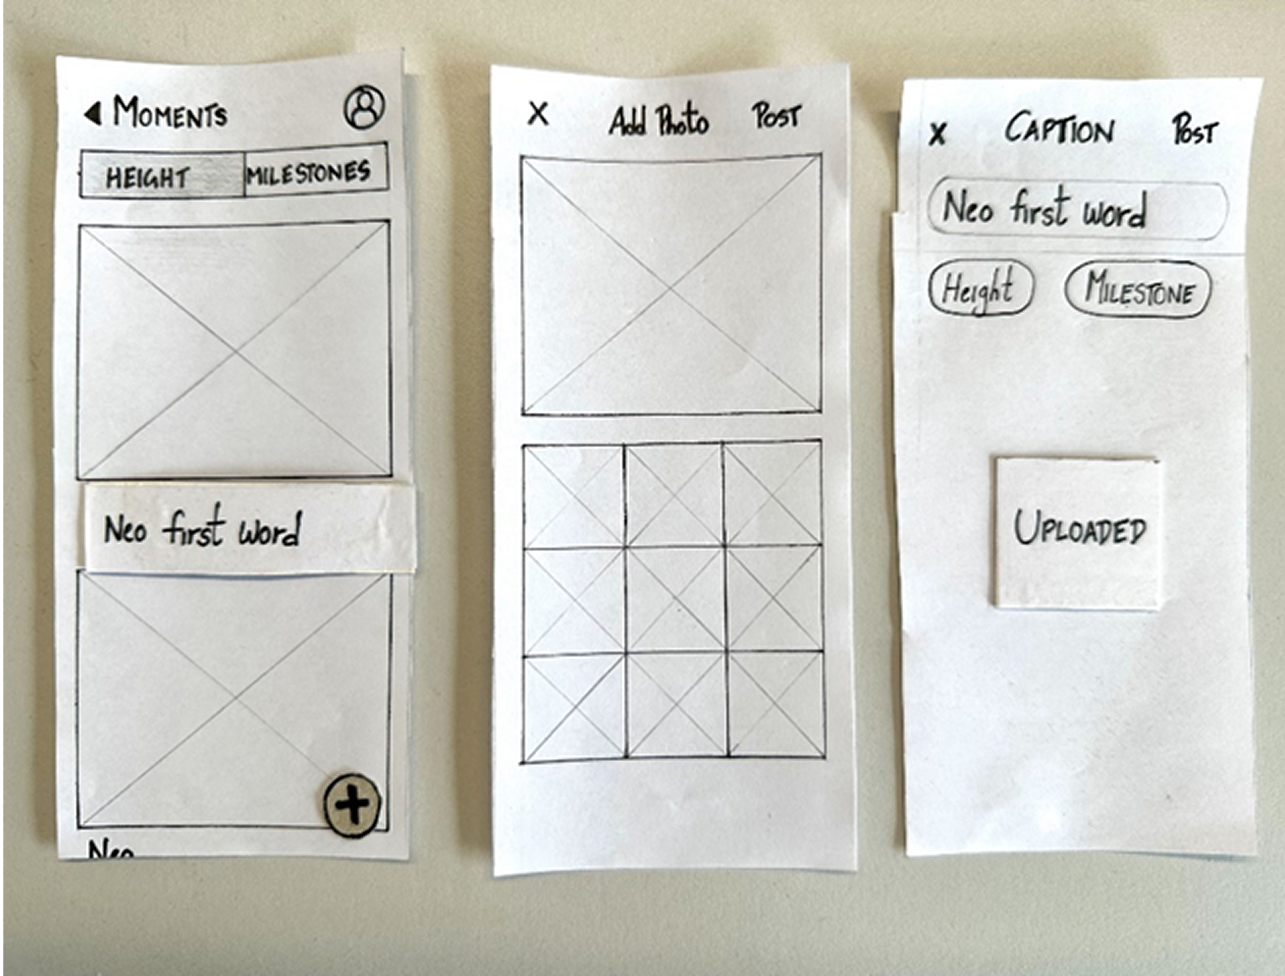 MOMENTS
HEIGHT MILESTONES
Neo first word
Neo
X Add Photo POST
X CAPTION POST
Neo first word
Height MILESTONE
UPLOADED